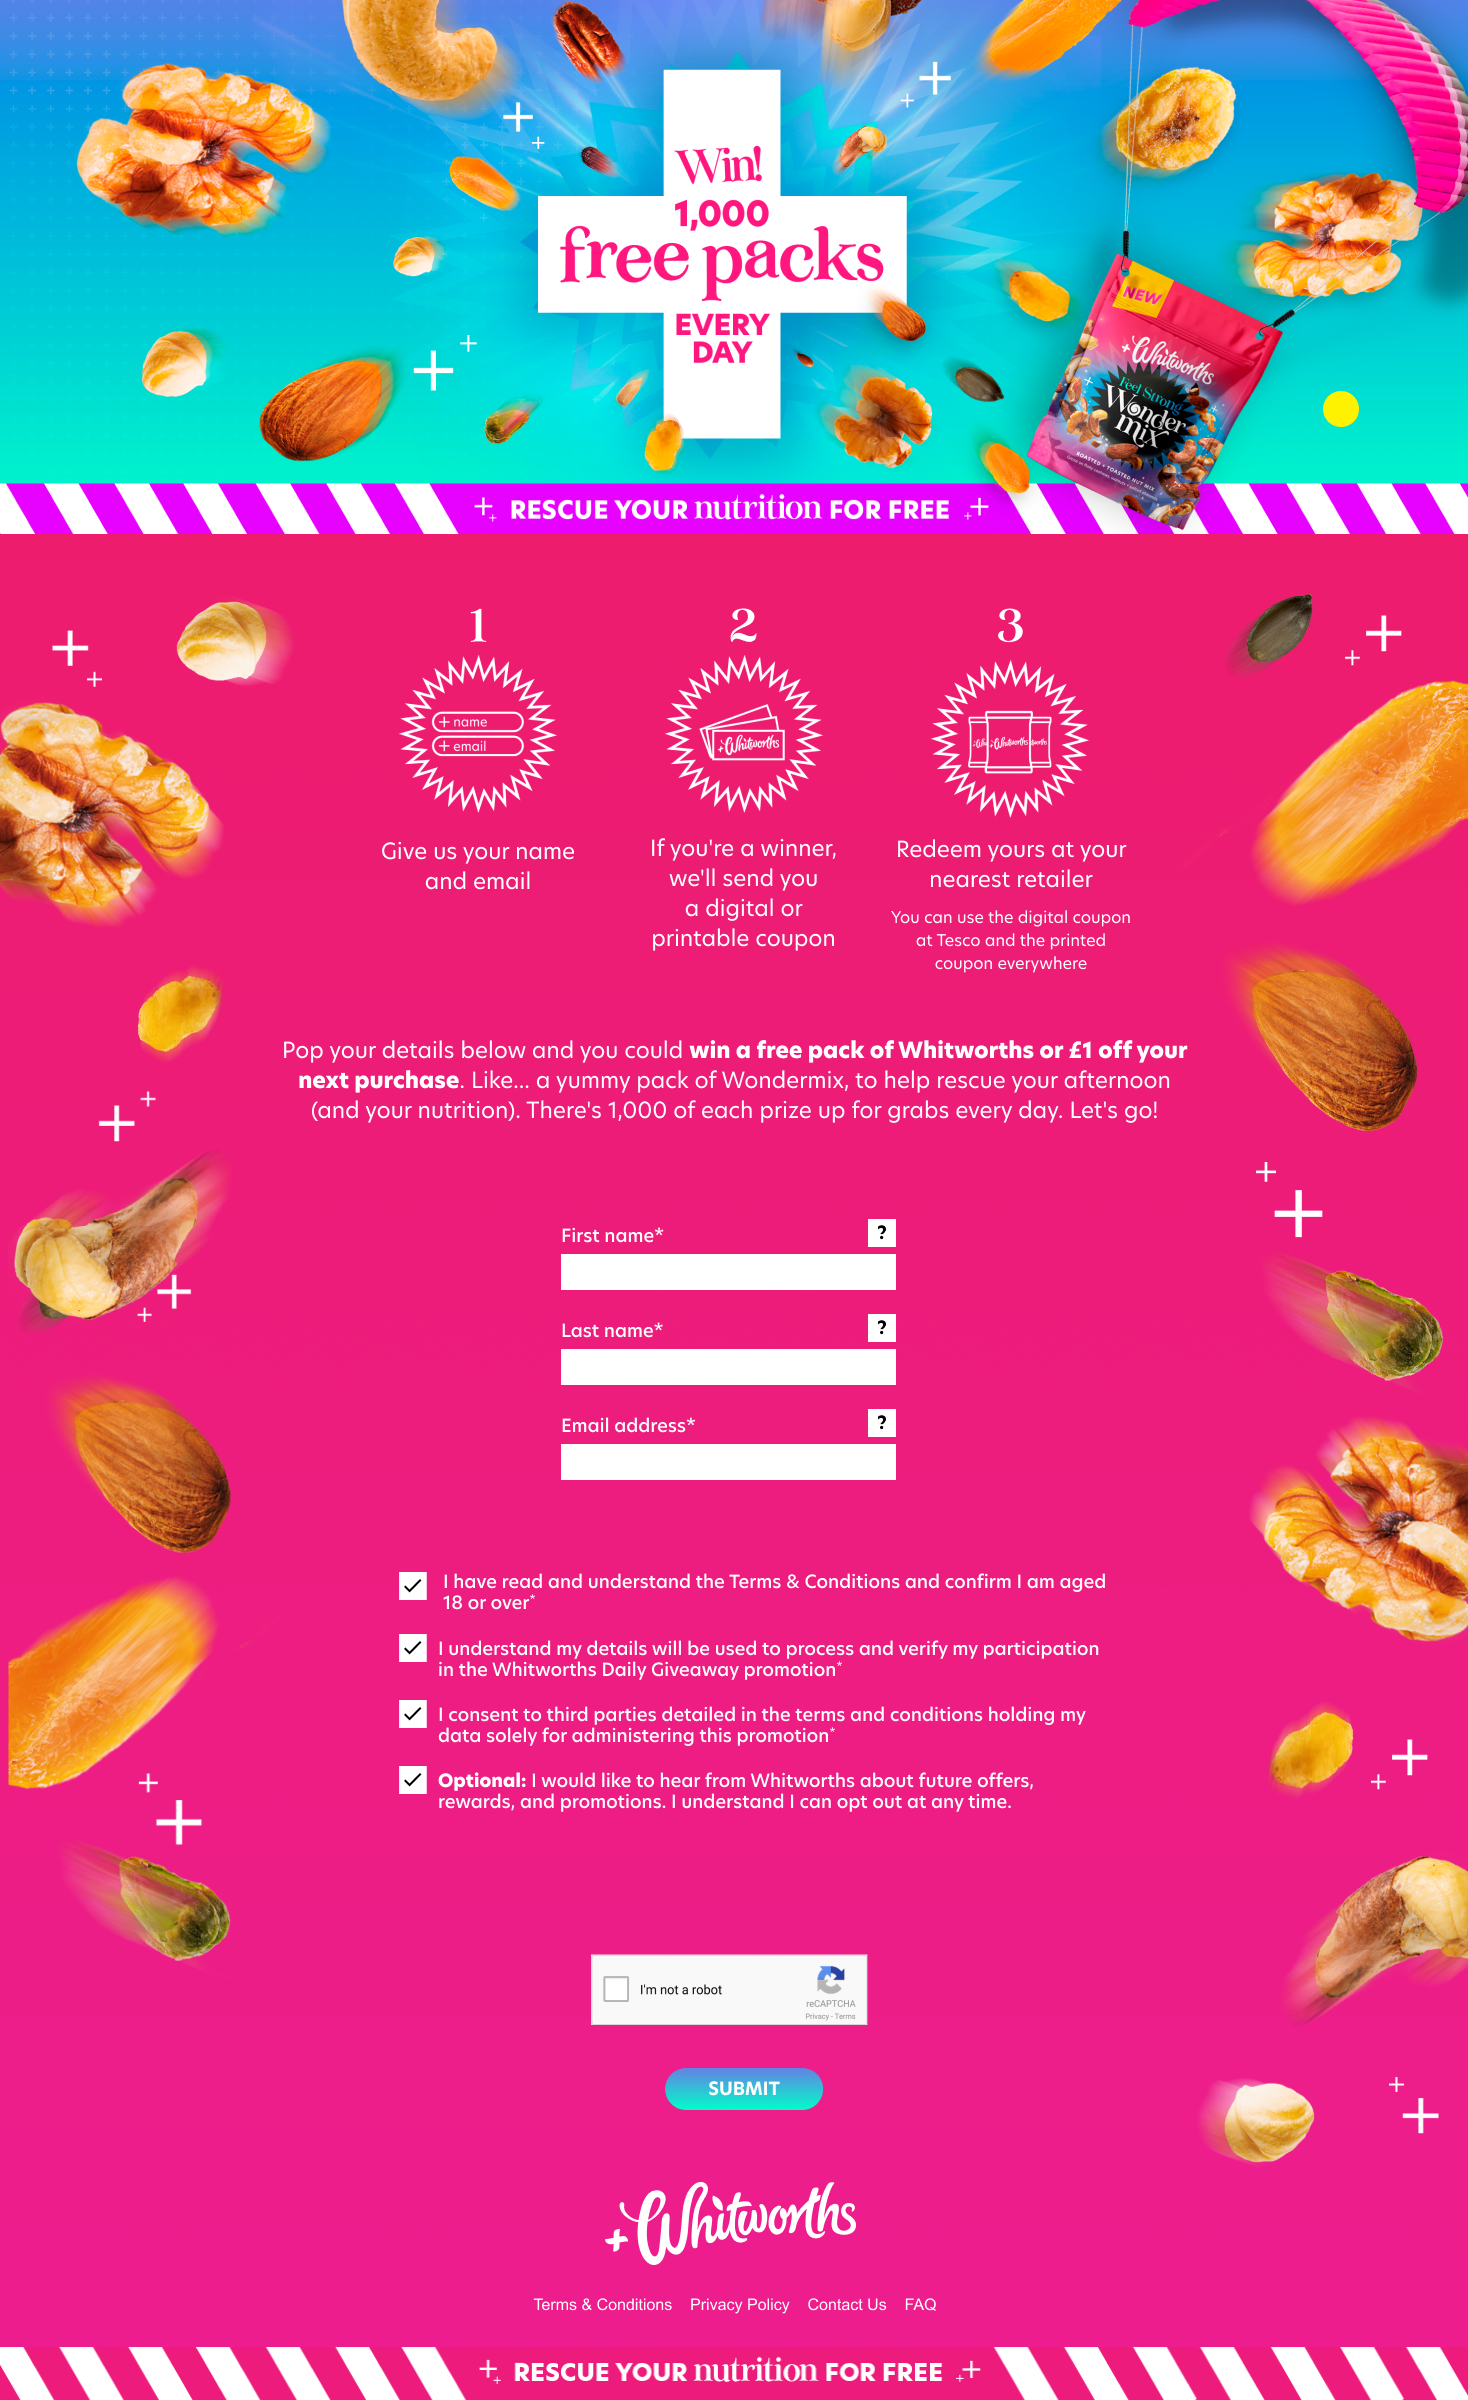 Win!
1,000
free packs
EVERY
DAY
NEW
+Whitworths
Feel Strong
Wonder
mix
ROASTED + TOASTED NUT MIX
RESCUE YOUR nutrition FOR FREE
1
2
3
+ name
+ email
+Whitworths
+Whitworths
Give us your name
and email
If you're a winner,
we'll send you
a digital or
printable coupon
Redeem yours at your
nearest retailer
You can use the digital coupon
at Tesco and the printed
coupon everywhere
Pop your details below and you could win a free pack of Whitworths or £1 off your
next purchase. Like... a yummy pack of Wondermix, to help rescue your afternoon
(and your nutrition). There's 1,000 of each prize up for grabs every day. Let's go!
First name*
?
Last name*
?
Email address*
?
I have read and understand the Terms & Conditions and confirm I am aged
18 or over*
I understand my details will be used to process and verify my participation
in the Whitworths Daily Giveaway promotion*
I consent to third parties detailed in the terms and conditions holding my
data solely for administering this promotion*
Optional: I would like to hear from Whitworths about future offers,
rewards, and promotions. I understand I can opt out at any time.
I'm not a robot
reCAPTCHA
Privacy - Terms
SUBMIT
+Whitworths
Terms & Conditions Privacy Policy Contact Us FAQ
RESCUE YOUR nutrition FOR FREE